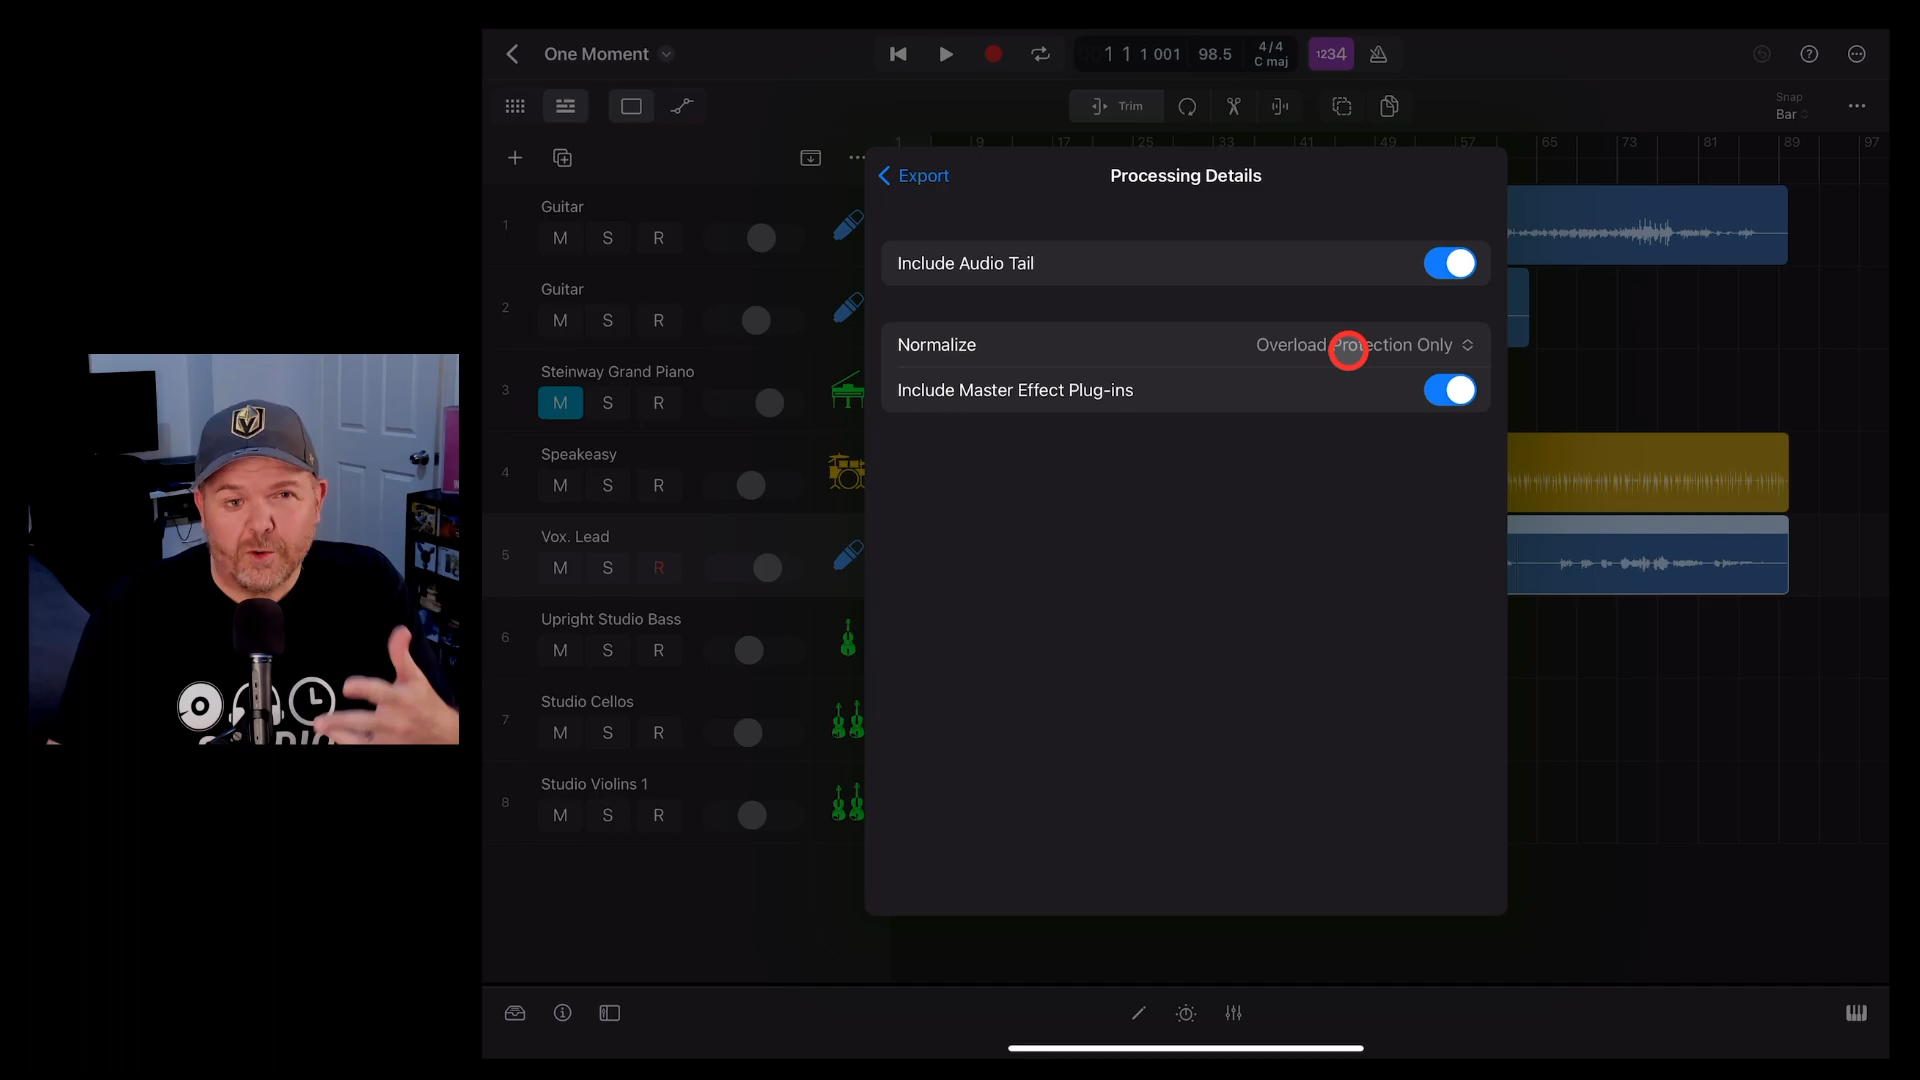 One Moment
1 1 1 001
98.5
4/4
C maj
1234
Trim
Snap
Bar
1 9 17 25 33 41 49 57 65 73 81 89 97
Export
Processing Details
Include Audio Tail
Normalize
Overload Protection Only
Include Master Effect Plug-ins
1
Guitar
M S R
2
Guitar
M S R
3
Steinway Grand Piano
M S R
4
Speakeasy
M S R
5
Vox. Lead
M S R
6
Upright Studio Bass
M S R
7
Studio Cellos
M S R
8
Studio Violins 1
M S R